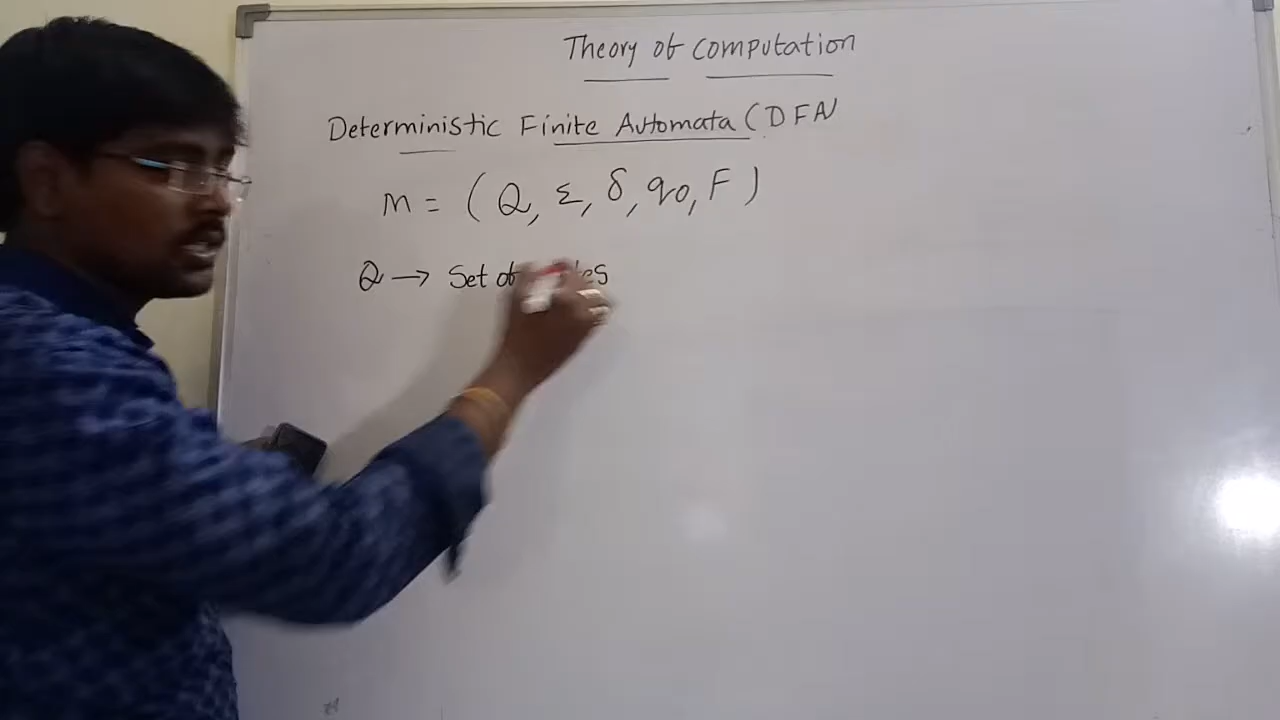 Theory of Computation
Deterministic Finite Automata (DFA)
M = ( Q, Σ, δ, q0, F )
Q → Set of